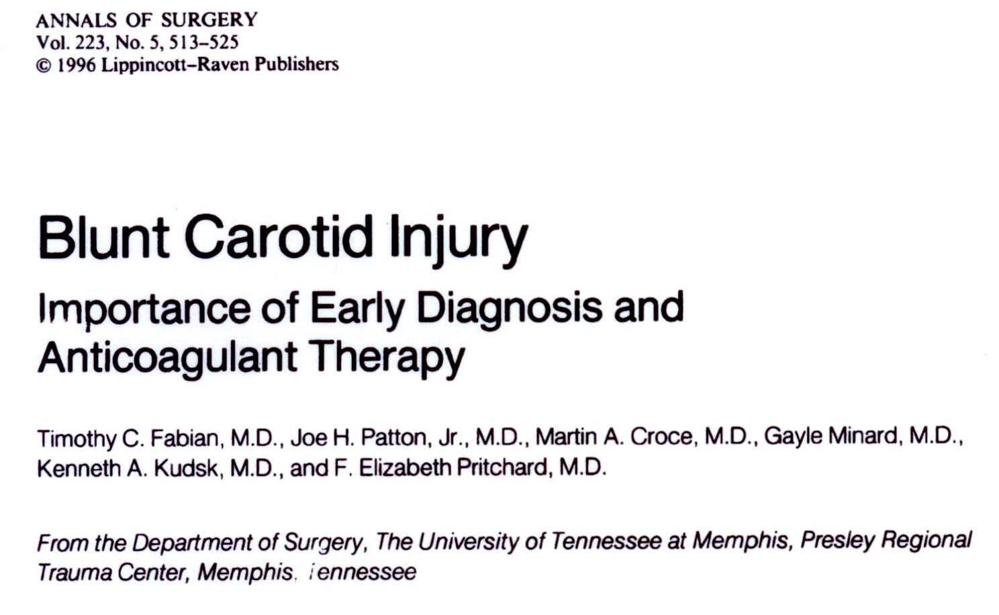 ANNALS OF SURGERY
Vol. 223, No. 5, 513–525
© 1996 Lippincott–Raven Publishers
Blunt Carotid Injury
Importance of Early Diagnosis and
Anticoagulant Therapy
Timothy C. Fabian, M.D., Joe H. Patton, Jr., M.D., Martin A. Croce, M.D., Gayle Minard, M.D.,
Kenneth A. Kudsk, M.D., and F. Elizabeth Pritchard, M.D.
From the Department of Surgery, The University of Tennessee at Memphis, Presley Regional
Trauma Center, Memphis, Tennessee